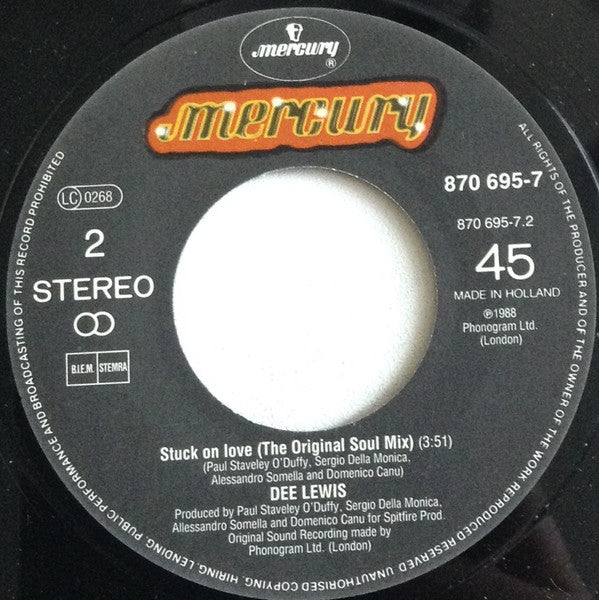 mercury
®
mercury
ALL RIGHTS OF THE PRODUCER AND OF THE OWNER OF THE WORK REPRODUCED RESERVED UNAUTHORISED COPYING, HIRING, LENDING, PUBLIC PERFORMANCE AND BROADCASTING OF THIS RECORD PROHIBITED
LC 0268
2
STEREO
B.I.E.M. STEMRA
870 695-7
870 695-7.2
45
MADE IN HOLLAND
℗1988
Phonogram Ltd.
(London)
Stuck on love (The Original Soul Mix) (3:51)
(Paul Staveley O'Duffy, Sergio Della Monica,
Alessandro Somella and Domenico Canu)
DEE LEWIS
Produced by Paul Staveley O'Duffy, Sergio Della Monica,
Alessandro Somella and Domenico Canu for Spitfire Prod.
Original Sound Recording made by
Phonogram Ltd. (London)